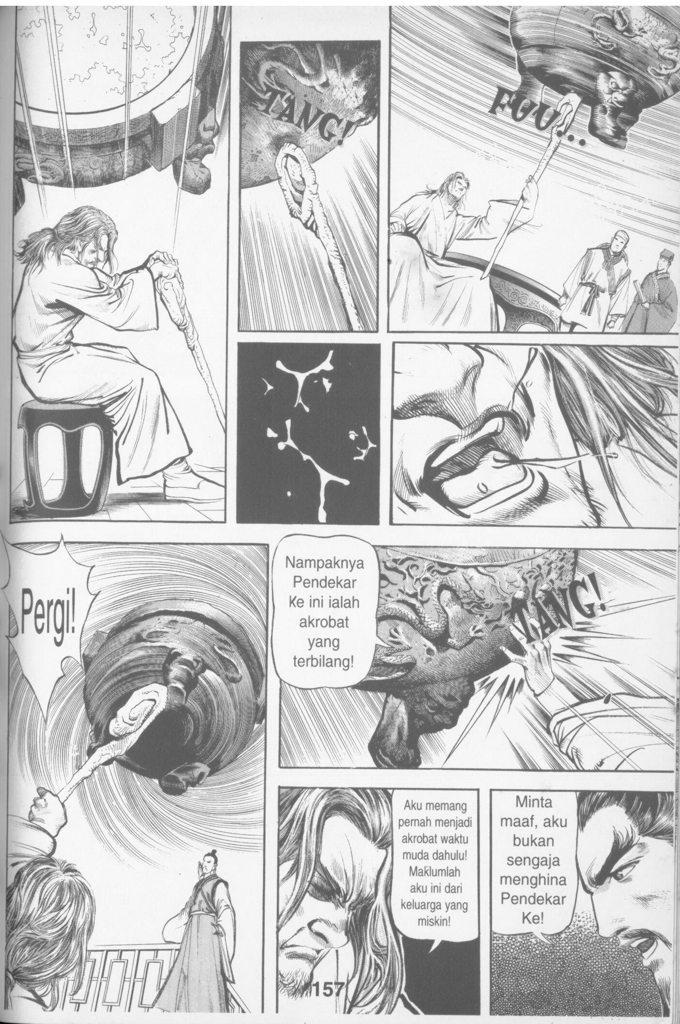 TANG!
FUU...
Pergi!
Nampaknya
Pendekar
Ke ini ialah
akrobat
yang
terbilang!
TANG!
Aku memang
pernah menjadi
akrobat waktu
muda dahulu!
Maklumlah
aku ini dari
keluarga yang
miskin!
Minta
maaf, aku
bukan
sengaja
menghina
Pendekar
Ke!
157